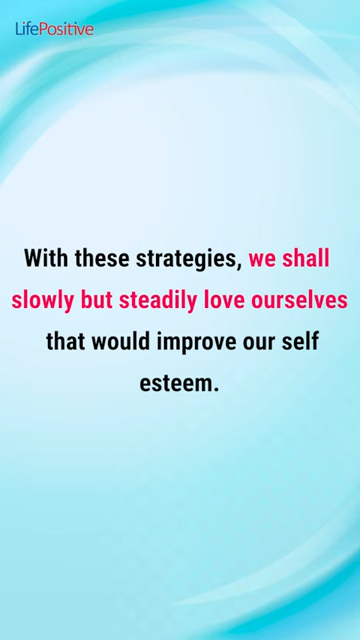 LifePositive
With these strategies, we shall
slowly but steadily love ourselves
that would improve our self
esteem.